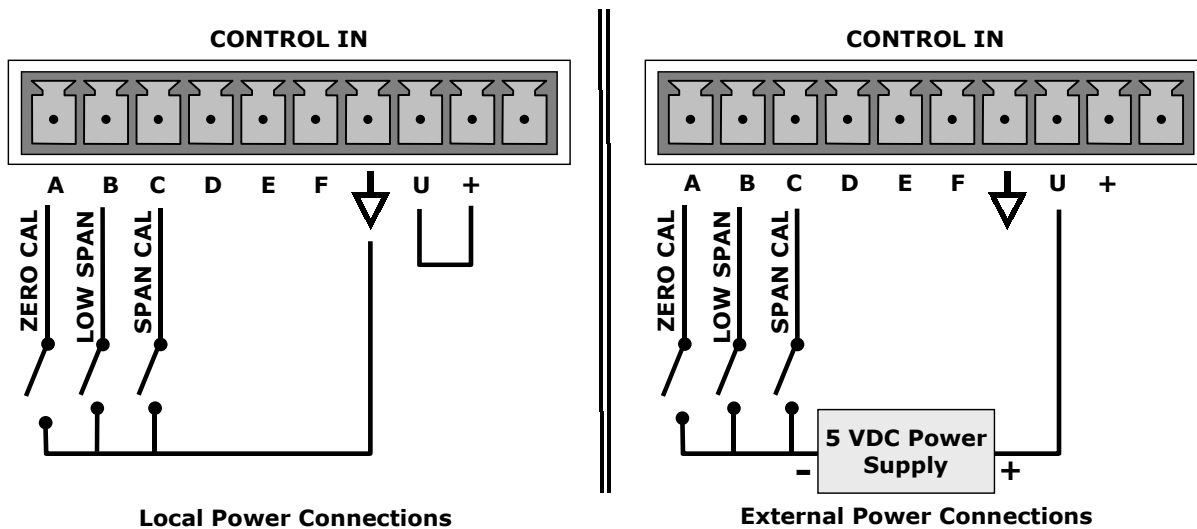 CONTROL IN
A B C D E F U +
ZERO CAL
LOW SPAN
SPAN CAL
Local Power Connections
CONTROL IN
A B C D E F U +
ZERO CAL
LOW SPAN
SPAN CAL
5 VDC Power
Supply
- +
External Power Connections